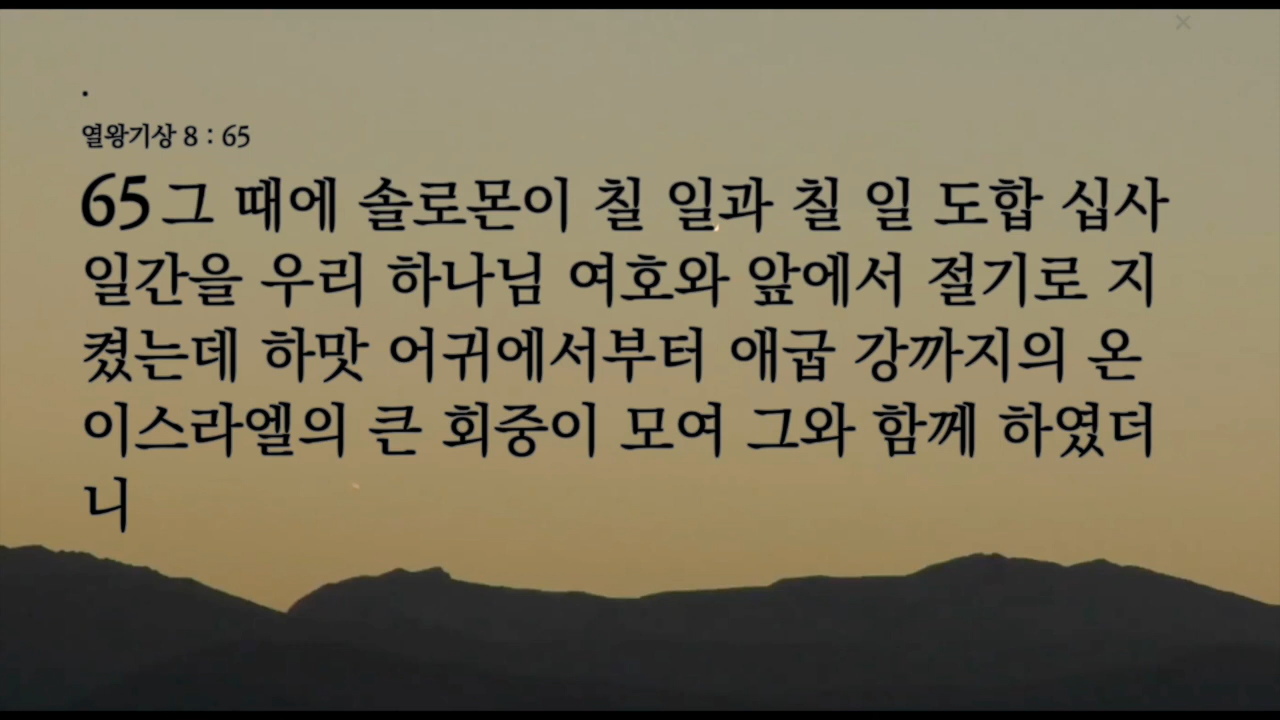 .
열왕기상 8 : 65
65 그 때에 솔로몬이 칠 일과 칠 일 도합 십사
일간을 우리 하나님 여호와 앞에서 절기로 지
켰는데 하맛 어귀에서부터 애굽 강까지의 온
이스라엘의 큰 회중이 모여 그와 함께 하였더
니